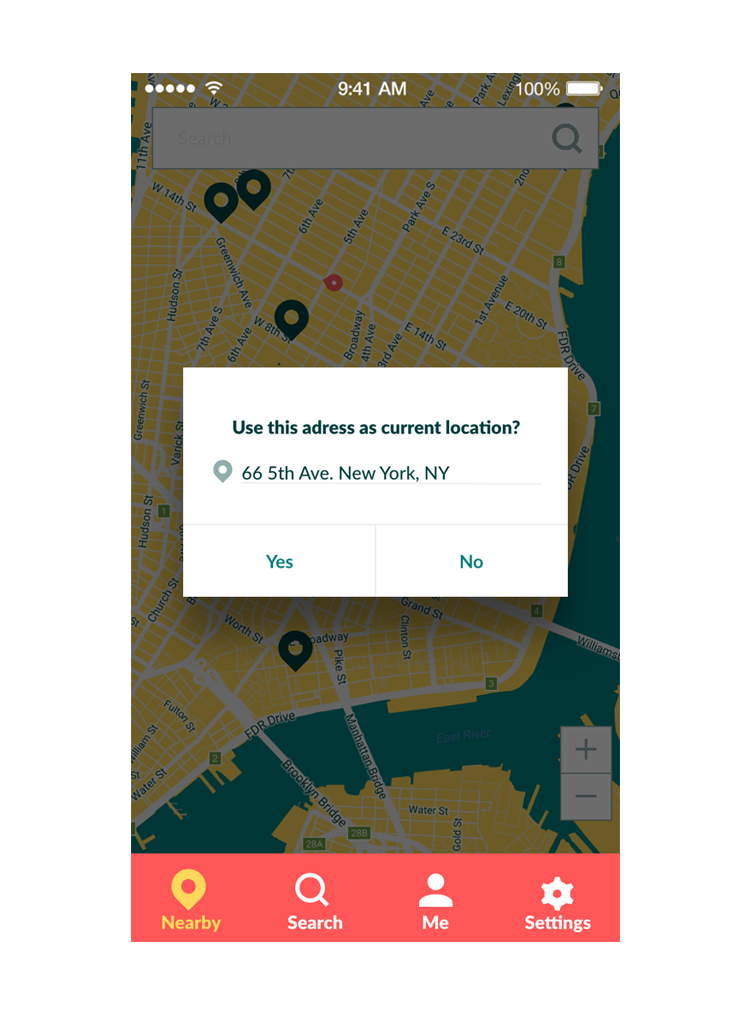 9:41 AM
100%
Search
11th Ave
W 14th St
7th
6th Ave
5th Ave
Park Ave S
Park Ave
Lexing
2nd
E 23rd St
8
Hudson St
Greenwich Ave
1st Avenue
E 20th St
7th Ave S
6th Ave
W 8th St
Broadway
4th Ave
3rd Ave
E 14th St
FDR Drive
Greenwich St
7
Varick St
Use this adress as current location?
66 5th Ave. New York, NY
DR Drive
Hudson St
1
Yes
No
Church St
Grand St
4
Worth St
Broadway
Clinton St
Williamsb
Pike St
3
Fulton St
FDR Drive
William St
Manhattan Bridge
East River
2
Water St
Brooklyn Bridge
Water St
Gold St
28B
28A
Nearby
Search
Me
Settings